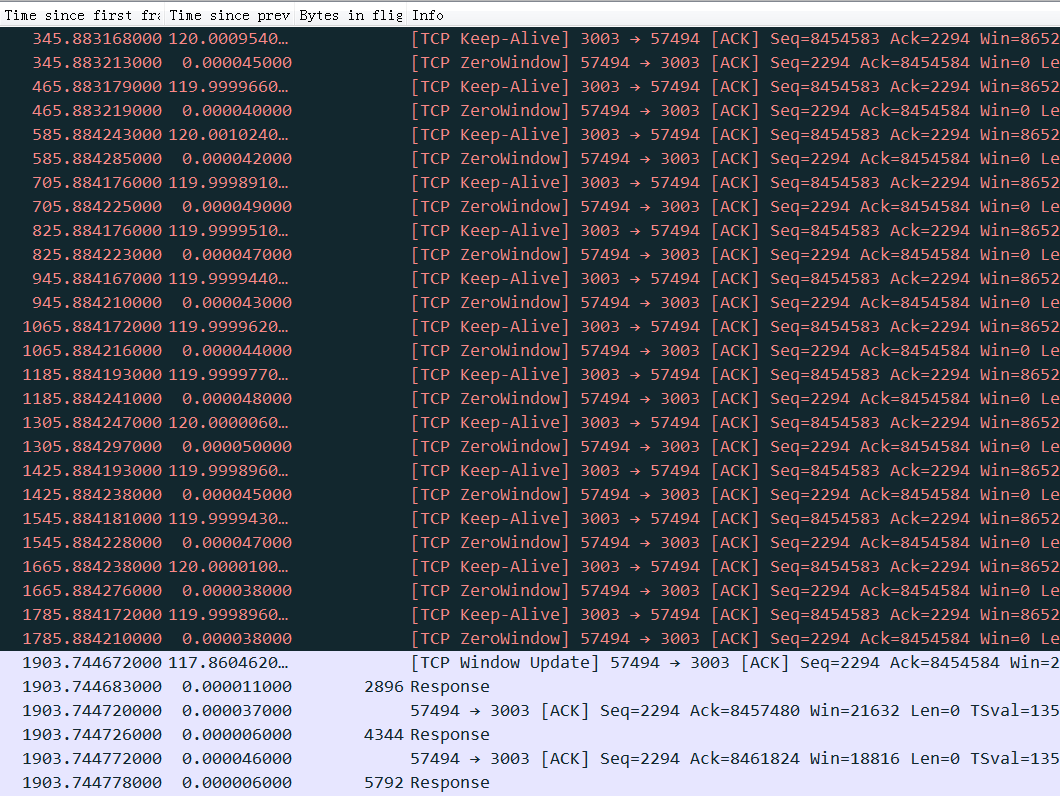 Time since first fra Time since prev Bytes in flig Info
345.883168000 120.0009540… [TCP Keep-Alive] 3003 → 57494 [ACK] Seq=8454583 Ack=2294 Win=8652
345.883213000 0.000045000 [TCP ZeroWindow] 57494 → 3003 [ACK] Seq=2294 Ack=8454584 Win=0 Le
465.883179000 119.9999660… [TCP Keep-Alive] 3003 → 57494 [ACK] Seq=8454583 Ack=2294 Win=8652
465.883219000 0.000040000 [TCP ZeroWindow] 57494 → 3003 [ACK] Seq=2294 Ack=8454584 Win=0 Le
585.884243000 120.0010240… [TCP Keep-Alive] 3003 → 57494 [ACK] Seq=8454583 Ack=2294 Win=8652
585.884285000 0.000042000 [TCP ZeroWindow] 57494 → 3003 [ACK] Seq=2294 Ack=8454584 Win=0 Le
705.884176000 119.9998910… [TCP Keep-Alive] 3003 → 57494 [ACK] Seq=8454583 Ack=2294 Win=8652
705.884225000 0.000049000 [TCP ZeroWindow] 57494 → 3003 [ACK] Seq=2294 Ack=8454584 Win=0 Le
825.884176000 119.9999510… [TCP Keep-Alive] 3003 → 57494 [ACK] Seq=8454583 Ack=2294 Win=8652
825.884223000 0.000047000 [TCP ZeroWindow] 57494 → 3003 [ACK] Seq=2294 Ack=8454584 Win=0 Le
945.884167000 119.9999440… [TCP Keep-Alive] 3003 → 57494 [ACK] Seq=8454583 Ack=2294 Win=8652
945.884210000 0.000043000 [TCP ZeroWindow] 57494 → 3003 [ACK] Seq=2294 Ack=8454584 Win=0 Le
1065.884172000 119.9999620… [TCP Keep-Alive] 3003 → 57494 [ACK] Seq=8454583 Ack=2294 Win=8652
1065.884216000 0.000044000 [TCP ZeroWindow] 57494 → 3003 [ACK] Seq=2294 Ack=8454584 Win=0 Le
1185.884193000 119.9999770… [TCP Keep-Alive] 3003 → 57494 [ACK] Seq=8454583 Ack=2294 Win=8652
1185.884241000 0.000048000 [TCP ZeroWindow] 57494 → 3003 [ACK] Seq=2294 Ack=8454584 Win=0 Le
1305.884247000 120.0000060… [TCP Keep-Alive] 3003 → 57494 [ACK] Seq=8454583 Ack=2294 Win=8652
1305.884297000 0.000050000 [TCP ZeroWindow] 57494 → 3003 [ACK] Seq=2294 Ack=8454584 Win=0 Le
1425.884193000 119.9998960… [TCP Keep-Alive] 3003 → 57494 [ACK] Seq=8454583 Ack=2294 Win=8652
1425.884238000 0.000045000 [TCP ZeroWindow] 57494 → 3003 [ACK] Seq=2294 Ack=8454584 Win=0 Le
1545.884181000 119.9999430… [TCP Keep-Alive] 3003 → 57494 [ACK] Seq=8454583 Ack=2294 Win=8652
1545.884228000 0.000047000 [TCP ZeroWindow] 57494 → 3003 [ACK] Seq=2294 Ack=8454584 Win=0 Le
1665.884238000 120.0000100… [TCP Keep-Alive] 3003 → 57494 [ACK] Seq=8454583 Ack=2294 Win=8652
1665.884276000 0.000038000 [TCP ZeroWindow] 57494 → 3003 [ACK] Seq=2294 Ack=8454584 Win=0 Le
1785.884172000 119.9998960… [TCP Keep-Alive] 3003 → 57494 [ACK] Seq=8454583 Ack=2294 Win=8652
1785.884210000 0.000038000 [TCP ZeroWindow] 57494 → 3003 [ACK] Seq=2294 Ack=8454584 Win=0 Le
1903.744672000 117.8604620… [TCP Window Update] 57494 → 3003 [ACK] Seq=2294 Ack=8454584 Win=2
1903.744683000 0.000011000 2896 Response
1903.744720000 0.000037000 57494 → 3003 [ACK] Seq=2294 Ack=8457480 Win=21632 Len=0 TSval=135
1903.744726000 0.000006000 4344 Response
1903.744772000 0.000046000 57494 → 3003 [ACK] Seq=2294 Ack=8461824 Win=18816 Len=0 TSval=135
1903.744778000 0.000006000 5792 Response